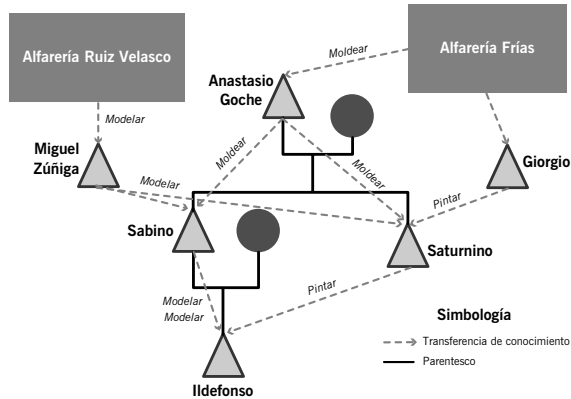 Alfarería Ruiz Velasco
Alfarería Frías
Moldear
Anastasio
Goche
Modelar
Miguel
Zúñiga
Moldear
Moldear
Giorgio
Modelar
Pintar
Sabino
Saturnino
Pintar
Modelar
Modelar
Ildefonso
Simbología
Transferencia de conocimiento
Parentesco